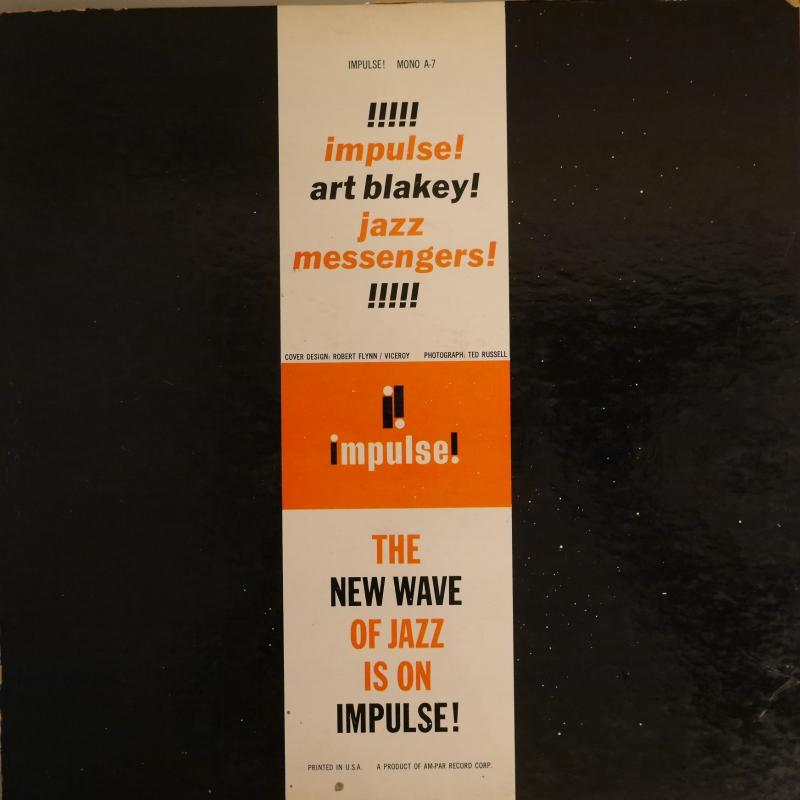 IMPULSE! MONO A-7
!!!!!
impulse!
art blakey!
jazz
messengers!
!!!!!
COVER DESIGN: ROBERT FLYNN / VICEROY PHOTOGRAPH: TED RUSSELL
i!
impulse!
THE
NEW WAVE
OF JAZZ
IS ON
IMPULSE!
PRINTED IN U.S.A. A PRODUCT OF AM-PAR RECORD CORP.